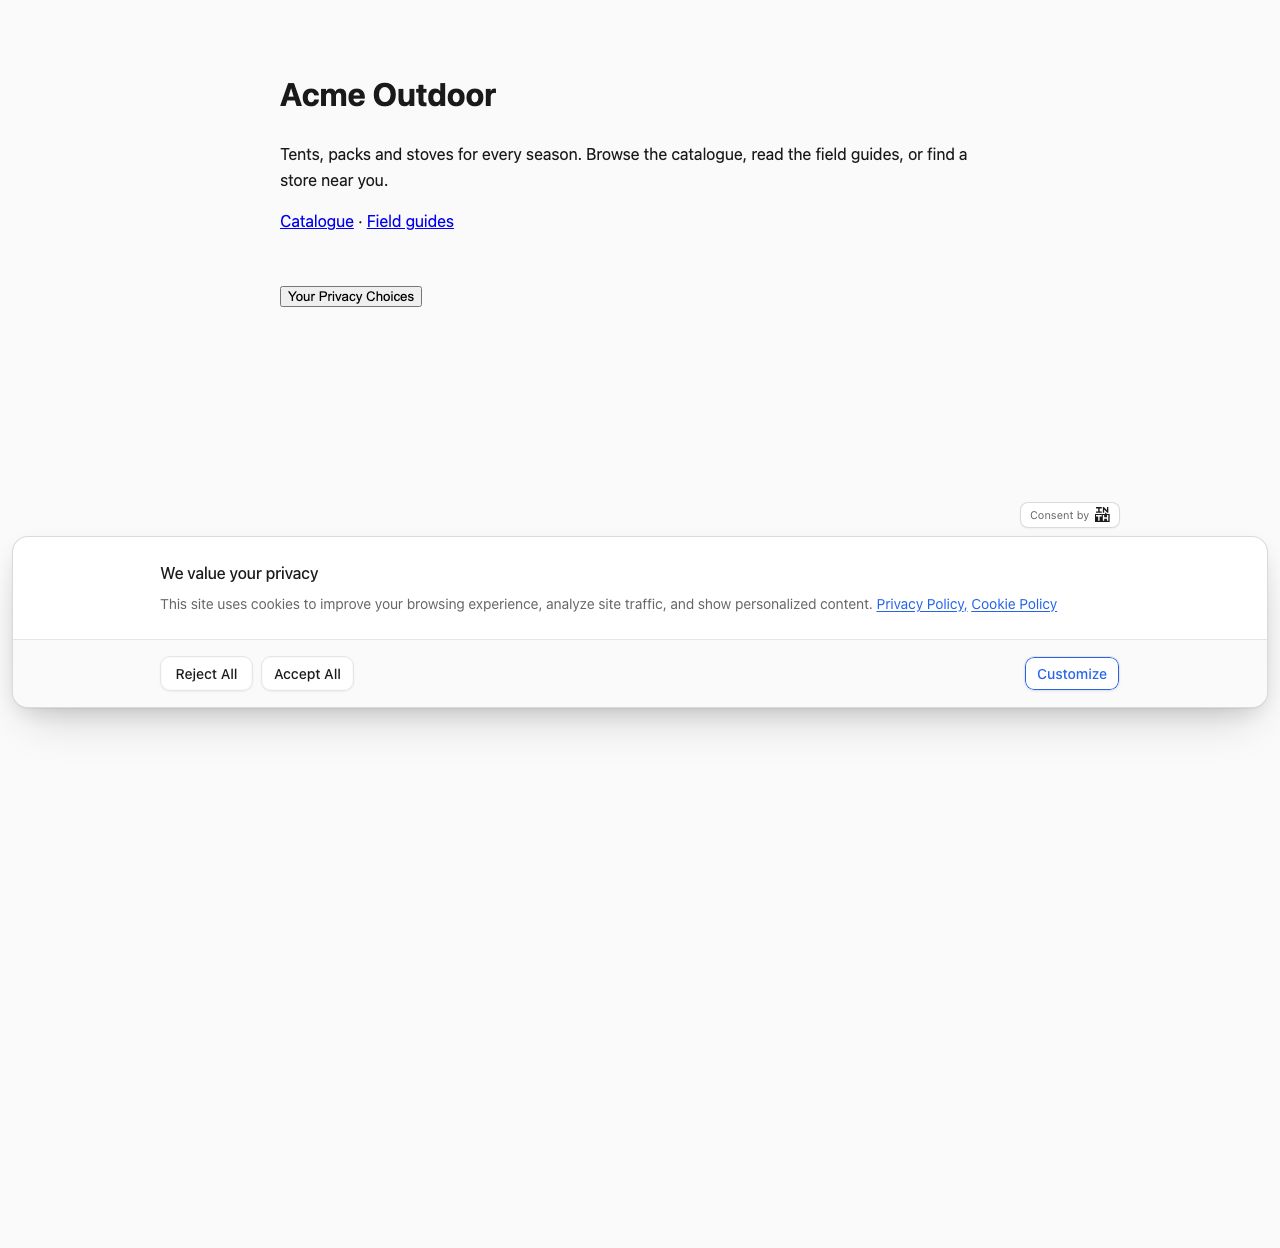 Acme Outdoor
Tents, packs and stoves for every season. Browse the catalogue, read the field guides, or find a
store near you.
Catalogue · Field guides
Your Privacy Choices
Consent by IN TH
We value your privacy
This site uses cookies to improve your browsing experience, analyze site traffic, and show personalized content. Privacy Policy, Cookie Policy
Reject All Accept All Customize